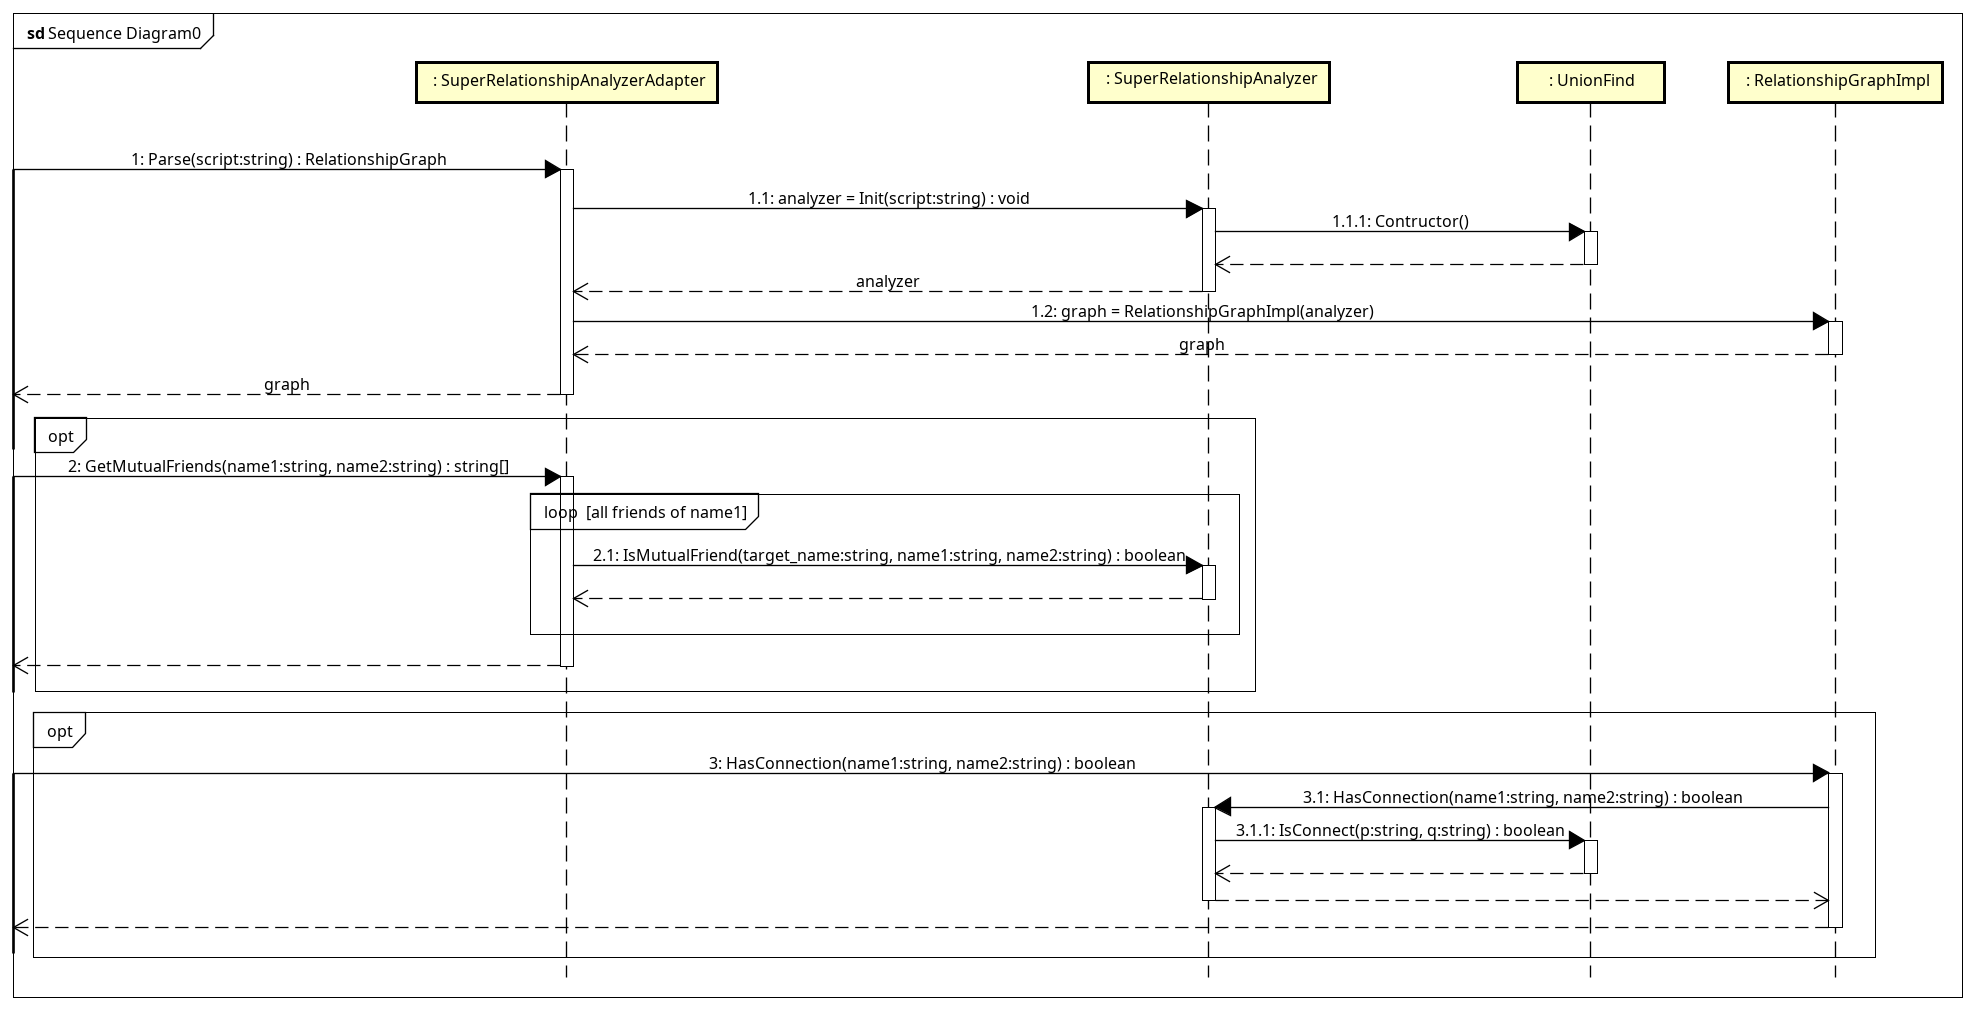 sd Sequence Diagram0
: SuperRelationshipAnalyzerAdapter
: SuperRelationshipAnalyzer
: UnionFind
: RelationshipGraphImpl
1: Parse(script:string) : RelationshipGraph
1.1: analyzer = Init(script:string) : void
1.1.1: Contructor()
analyzer
1.2: graph = RelationshipGraphImpl(analyzer)
graph
graph
opt
2: GetMutualFriends(name1:string, name2:string) : string[]
loop [all friends of name1]
2.1: IsMutualFriend(target_name:string, name1:string, name2:string) : boolean
opt
3: HasConnection(name1:string, name2:string) : boolean
3.1: HasConnection(name1:string, name2:string) : boolean
3.1.1: IsConnect(p:string, q:string) : boolean